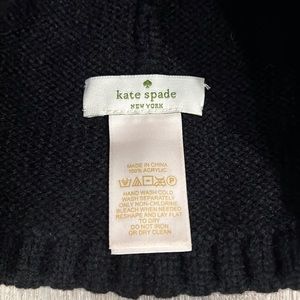 kate spade
NEW YORK
MADE IN CHINA
100% ACRYLIC
HAND WASH COLD
WASH SEPARATELY
ONLY NON-CHLORINE
BLEACH WHEN NEEDED
RESHAPE AND LAY FLAT
TO DRY
DO NOT IRON
OR DRY CLEAN